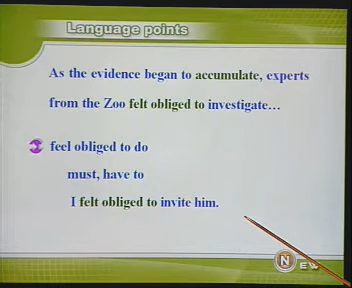 Language points
As the evidence began to accumulate, experts
from the Zoo felt obliged to investigate…
feel obliged to do
must, have to
I felt obliged to invite him.
N